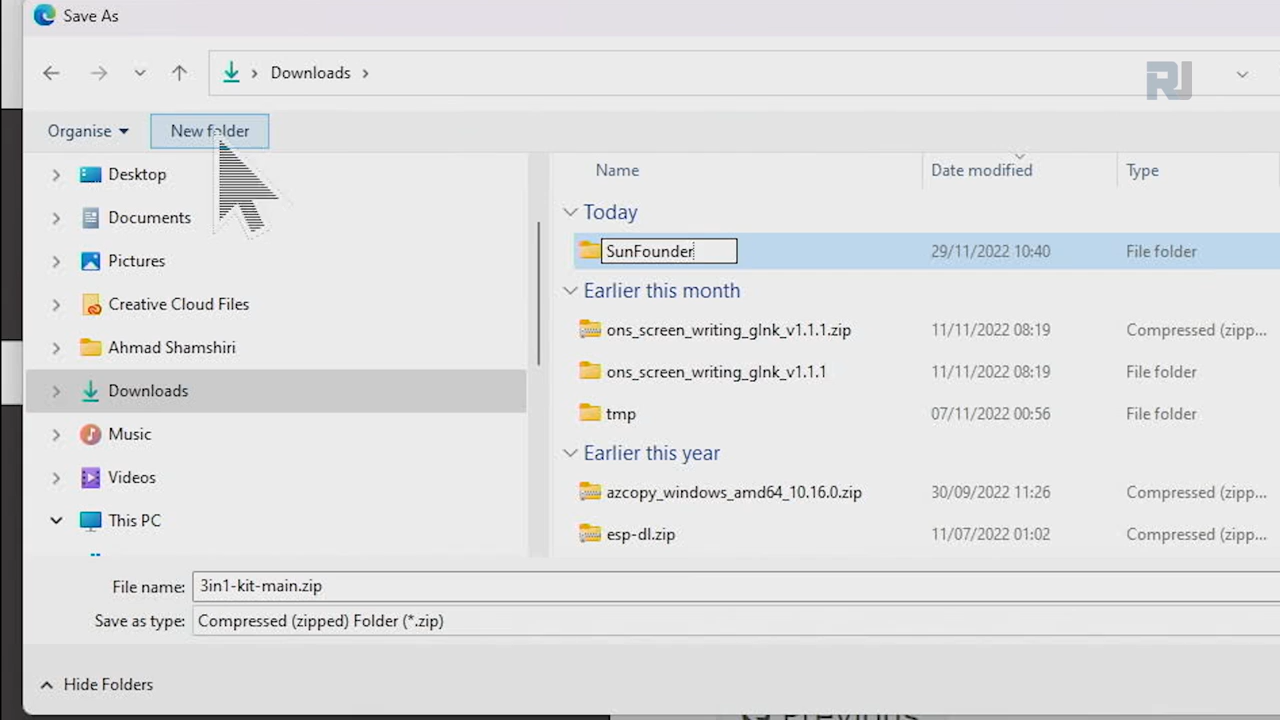 Save As
Downloads
RJ
Organise
New folder
Name
Date modified
Type
Desktop
Documents
Pictures
Creative Cloud Files
Ahmad Shamshiri
Downloads
Music
Videos
This PC
Today
SunFounder 29/11/2022 10:40 File folder
Earlier this month
ons_screen_writing_glnk_v1.1.1.zip 11/11/2022 08:19 Compressed (zipp...
ons_screen_writing_glnk_v1.1.1 11/11/2022 08:19 File folder
tmp 07/11/2022 00:56 File folder
Earlier this year
azcopy_windows_amd64_10.16.0.zip 30/09/2022 11:26 Compressed (zipp...
esp-dl.zip 11/07/2022 01:02 Compressed (zipp...
File name: 3in1-kit-main.zip
Save as type: Compressed (zipped) Folder (*.zip)
Hide Folders
Previous